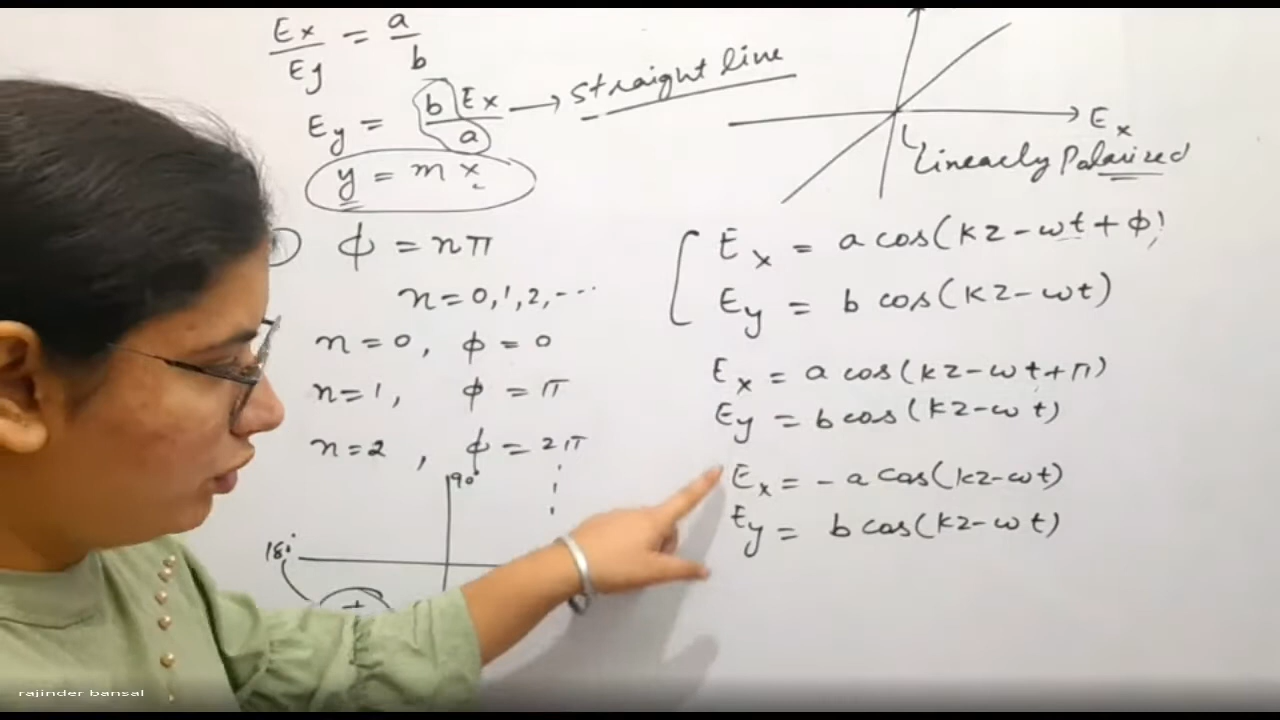 Ex/Ey = a/b
Ey = b Ex/a → straight line
y = mx
Ex
Linearly Polarized
ϕ = nπ
n=0,1,2,---
n=0, ϕ=0
n=1, ϕ=π
n=2, ϕ=2π
90°
180°
+
Ex = a cos(kz-ωt+ϕ)
Ey = b cos(kz-ωt)
Ex = a cos(kz-ωt+π)
Ey = b cos(kz-ωt)
Ex = -a cos(kz-ωt)
Ey = b cos(kz-ωt)
rajinder bansal